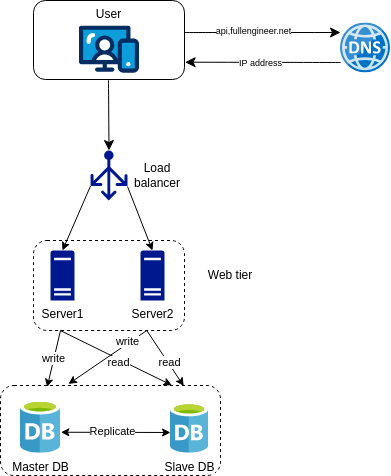 User
api,fullengineer.net
DNS
IP address
Load
balancer
Web tier
Server1
Server2
write
write
read
read
DB
Replicate
DB
Master DB
Slave DB